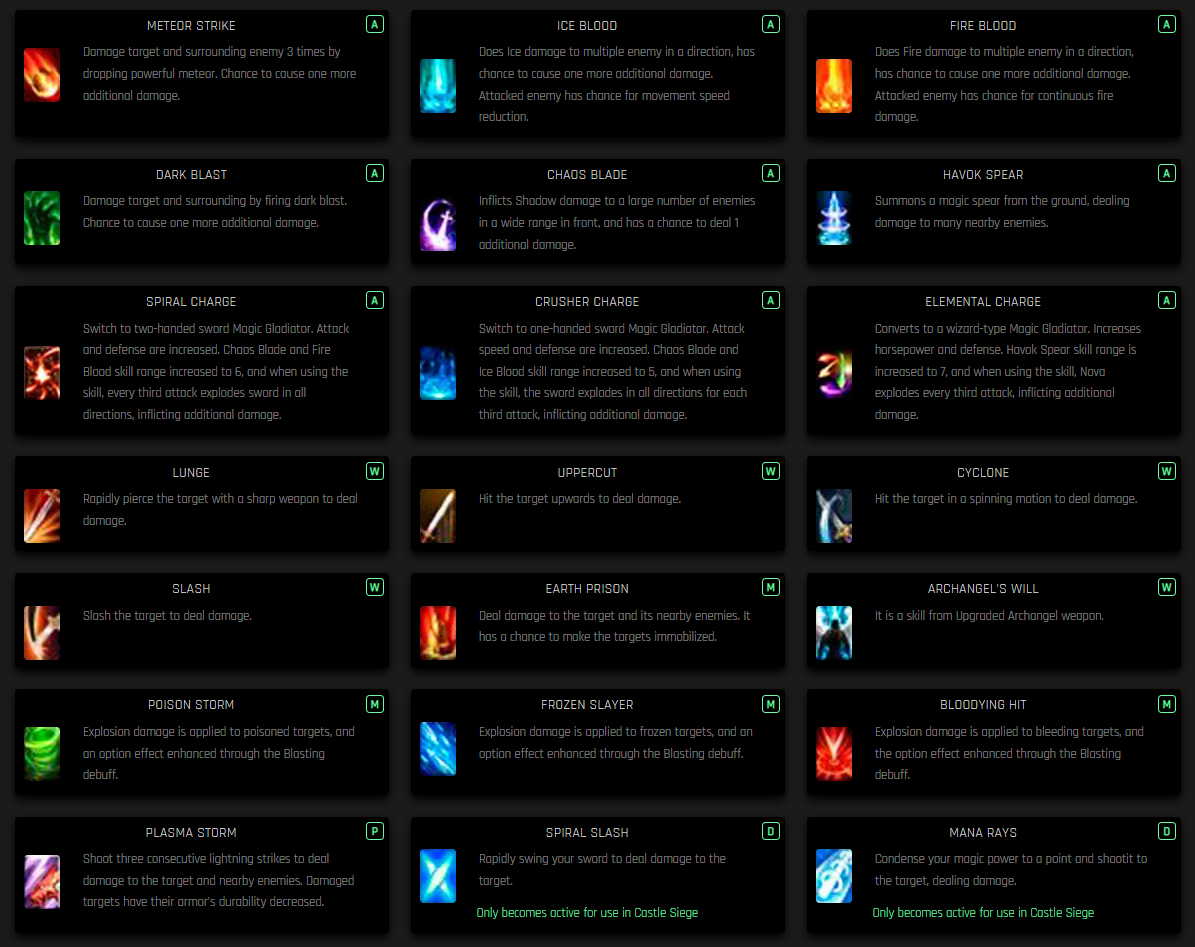 METEOR STRIKE
A
Damage target and surrounding enemy 3 times by
dropping powerful meteor. Chance to cause one more
additional damage.
ICE BLOOD
A
Does Ice damage to multiple enemy in a direction, has
chance to cause one more additional damage.
Attacked enemy has chance for movement speed
reduction.
FIRE BLOOD
A
Does Fire damage to multiple enemy in a direction,
has chance to cause one more additional damage.
Attacked enemy has chance for continuous fire
damage.
DARK BLAST
A
Damage target and surrounding by firing dark blast.
Chance to cause one more additional damage.
CHAOS BLADE
A
Inflicts Shadow damage to a large number of enemies
in a wide range in front, and has a chance to deal 1
additional damage.
HAVOK SPEAR
A
Summons a magic spear from the ground, dealing
damage to many nearby enemies.
SPIRAL CHARGE
A
Switch to two-handed sword Magic Gladiator. Attack
and defense are increased. Chaos Blade and Fire
Blood skill range increased to 6, and when using the
skill, every third attack explodes sword in all
directions, inflicting additional damage.
CRUSHER CHARGE
A
Switch to one-handed sword Magic Gladiator. Attack
speed and defense are increased. Chaos Blade and
Ice Blood skill range increased to 5, and when using
the skill, the sword explodes in all directions for each
third attack, inflicting additional damage.
ELEMENTAL CHARGE
A
Converts to a wizard-type Magic Gladiator. Increases
horsepower and defense. Havok Spear skill range is
increased to 7, and when using the skill, Nova
explodes every third attack, inflicting additional
damage.
LUNGE
W
Rapidly pierce the target with a sharp weapon to deal
damage.
UPPERCUT
W
Hit the target upwards to deal damage.
CYCLONE
W
Hit the target in a spinning motion to deal damage.
SLASH
W
Slash the target to deal damage.
EARTH PRISON
M
Deal damage to the target and its nearby enemies. It
has a chance to make the targets immobilized.
ARCHANGEL'S WILL
W
It is a skill from Upgraded Archangel weapon.
POISON STORM
M
Explosion damage is applied to poisoned targets, and
an option effect enhanced through the Blasting
debuff.
FROZEN SLAYER
M
Explosion damage is applied to frozen targets, and an
option effect enhanced through the Blasting debuff.
BLOODYING HIT
M
Explosion damage is applied to bleeding targets, and
the option effect enhanced through the Blasting
debuff.
PLASMA STORM
P
Shoot three consecutive lightning strikes to deal
damage to the target and nearby enemies. Damaged
targets have their armor's durability decreased.
SPIRAL SLASH
D
Rapidly swing your sword to deal damage to the
target.
Only becomes active for use in Castle Siege
MANA RAYS
D
Condense your magic power to a point and shootit to
the target, dealing damage.
Only becomes active for use in Castle Siege